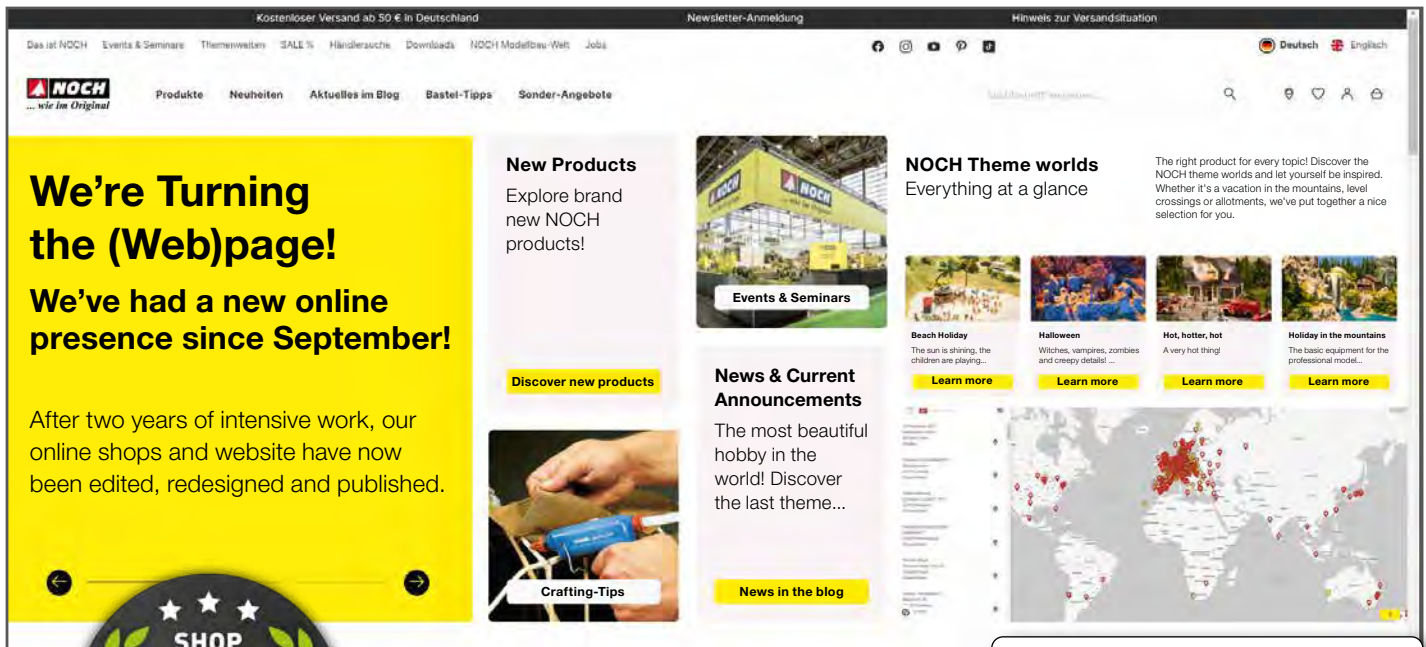 Kostenloser Versand ab 50 € in Deutschland
Newsletter-Anmeldung
Hinweis zur Versandsituation
Das ist NOCH Events & Seminare Themenwelten SALE % Händlersuche Downloads NOCH Modellbau-Welt Jobs
Deutsch Englisch
NOCH
... wie im Original
Produkte Neuheiten Aktuelles im Blog Bastel-Tipps Sonder-Angebote
We're Turning
the (Web)page!
We've had a new online
presence since September!
After two years of intensive work, our
online shops and website have now
been edited, redesigned and published.
SHOP
New Products
Explore brand
new NOCH
products!
Discover new products
Crafting-Tips
NOCH
NOCH
Events & Seminars
News & Current
Announcements
The most beautiful
hobby in the
world! Discover
the last theme...
News in the blog
NOCH Theme worlds
Everything at a glance
The right product for every topic! Discover the
NOCH theme worlds and let yourself be inspired.
Whether it's a vacation in the mountains, level
crossings or allotments, we've put together a nice
selection for you.
Beach Holiday
The sun is shining, the
children are playing...
Learn more
Halloween
Witches, vampires, zombies
and creepy details! ...
Learn more
Hot, hotter, hot
A very hot thing!
Learn more
Holiday in the mountains
The basic equipment for the
professional model...
Learn more